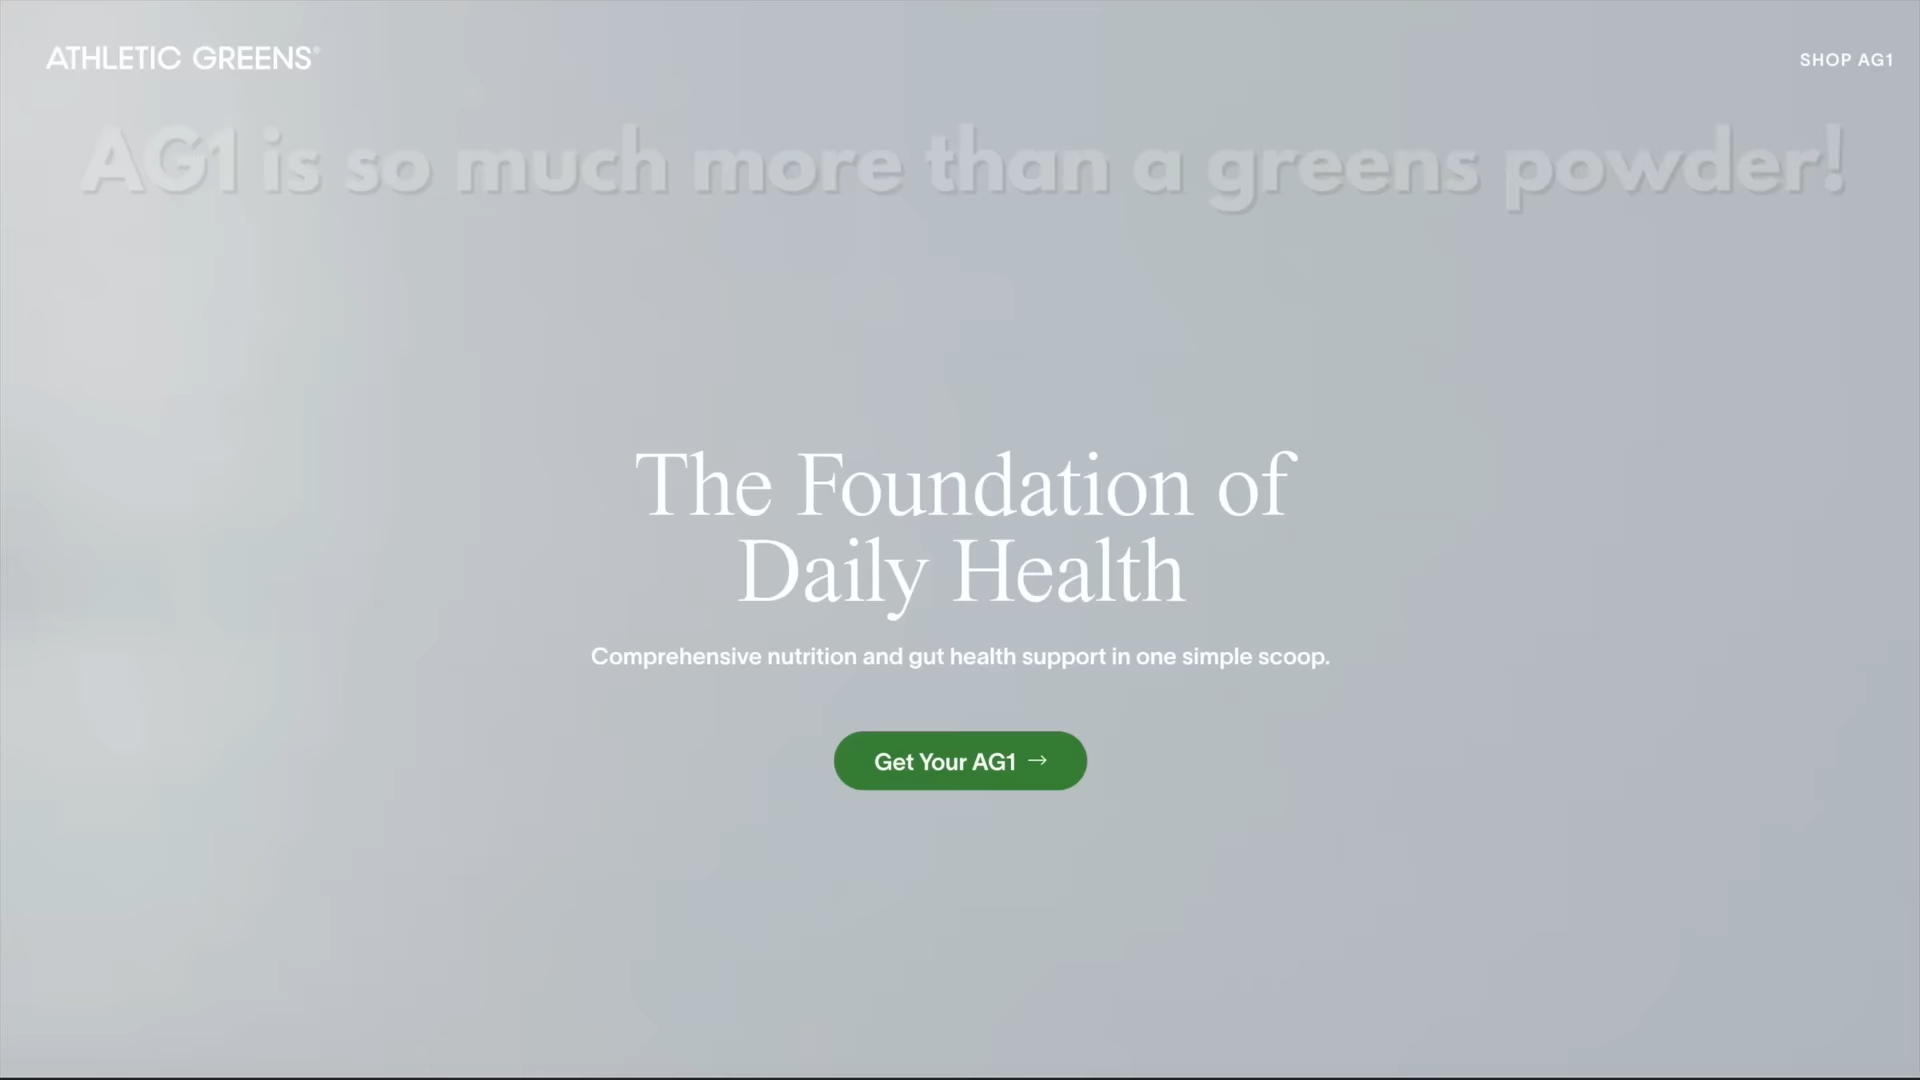 ATHLETIC GREENS®
SHOP AG1
AG1 is so much more than a greens powder!
The Foundation of
Daily Health
Comprehensive nutrition and gut health support in one simple scoop.
Get Your AG1 →